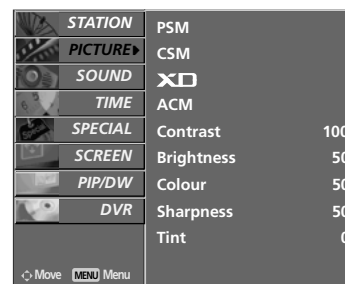 STATION
PICTURE
SOUND
TIME
SPECIAL
SCREEN
PIP/DW
DVR
Move MENU Menu
PSM
CSM
XD
ACM
Contrast 100
Brightness 50
Colour 50
Sharpness 50
Tint 0